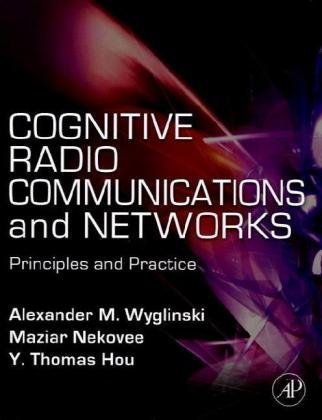 COGNITIVE
RADIO
COMMUNICATIONS
and NETWORKS
Principles and Practice
Alexander M. Wyglinski
Maziar Nekovee
Y. Thomas Hou
AP